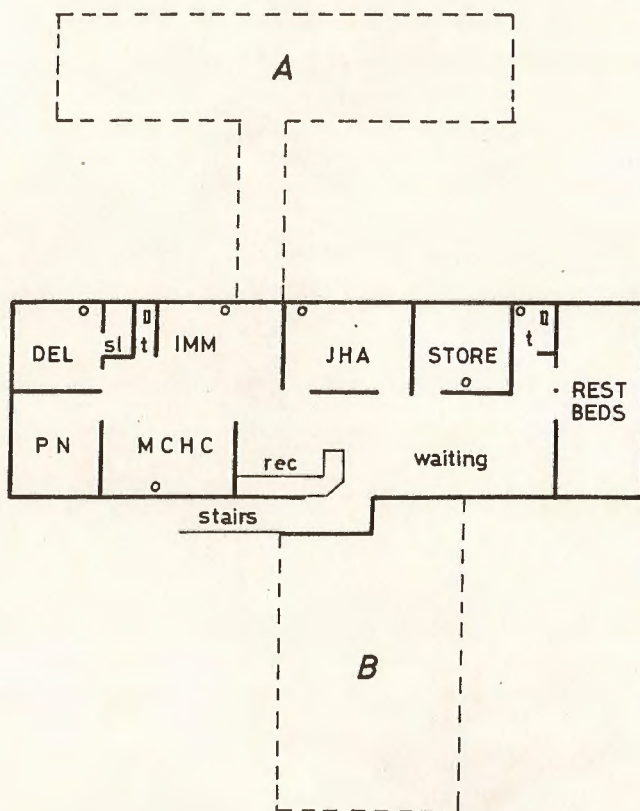 A
DEL
sl
t
IMM
JHA
STORE
t
REST
BEDS
PN
MCHC
rec
waiting
stairs
B